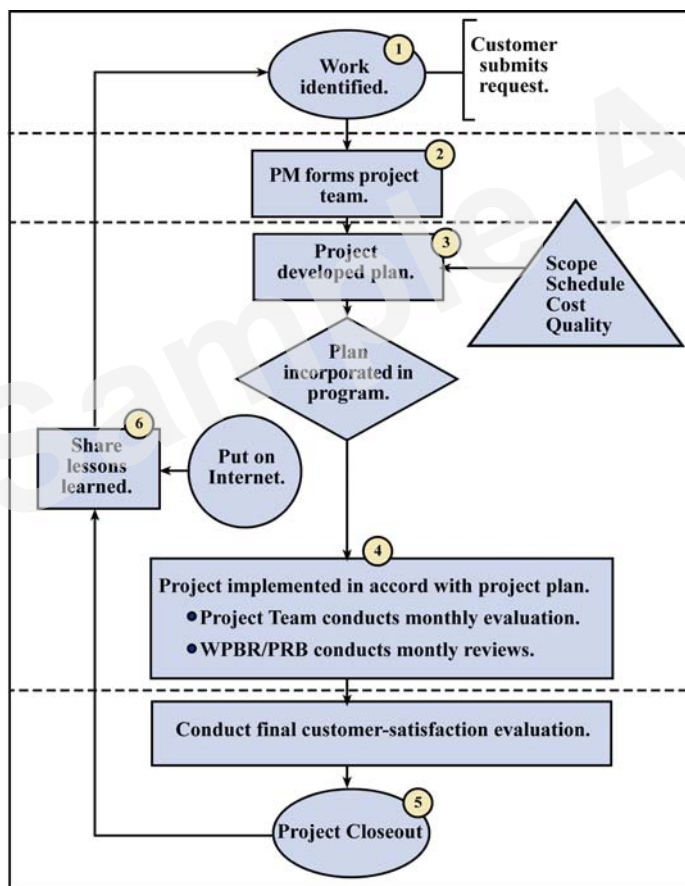 1
Work
identified.
Customer
submits
request.
2
PM forms project
team.
3
Project
developed plan.
Scope
Schedule
Cost
Quality
Plan
incorporated in
program.
6
Share
lessons
learned.
Put on
Internet.
4
Project implemented in accord with project plan.
Project Team conducts monthly evaluation.
WPBR/PRB conducts montly reviews.
Conduct final customer-satisfaction evaluation.
5
Project Closeout
Sample A